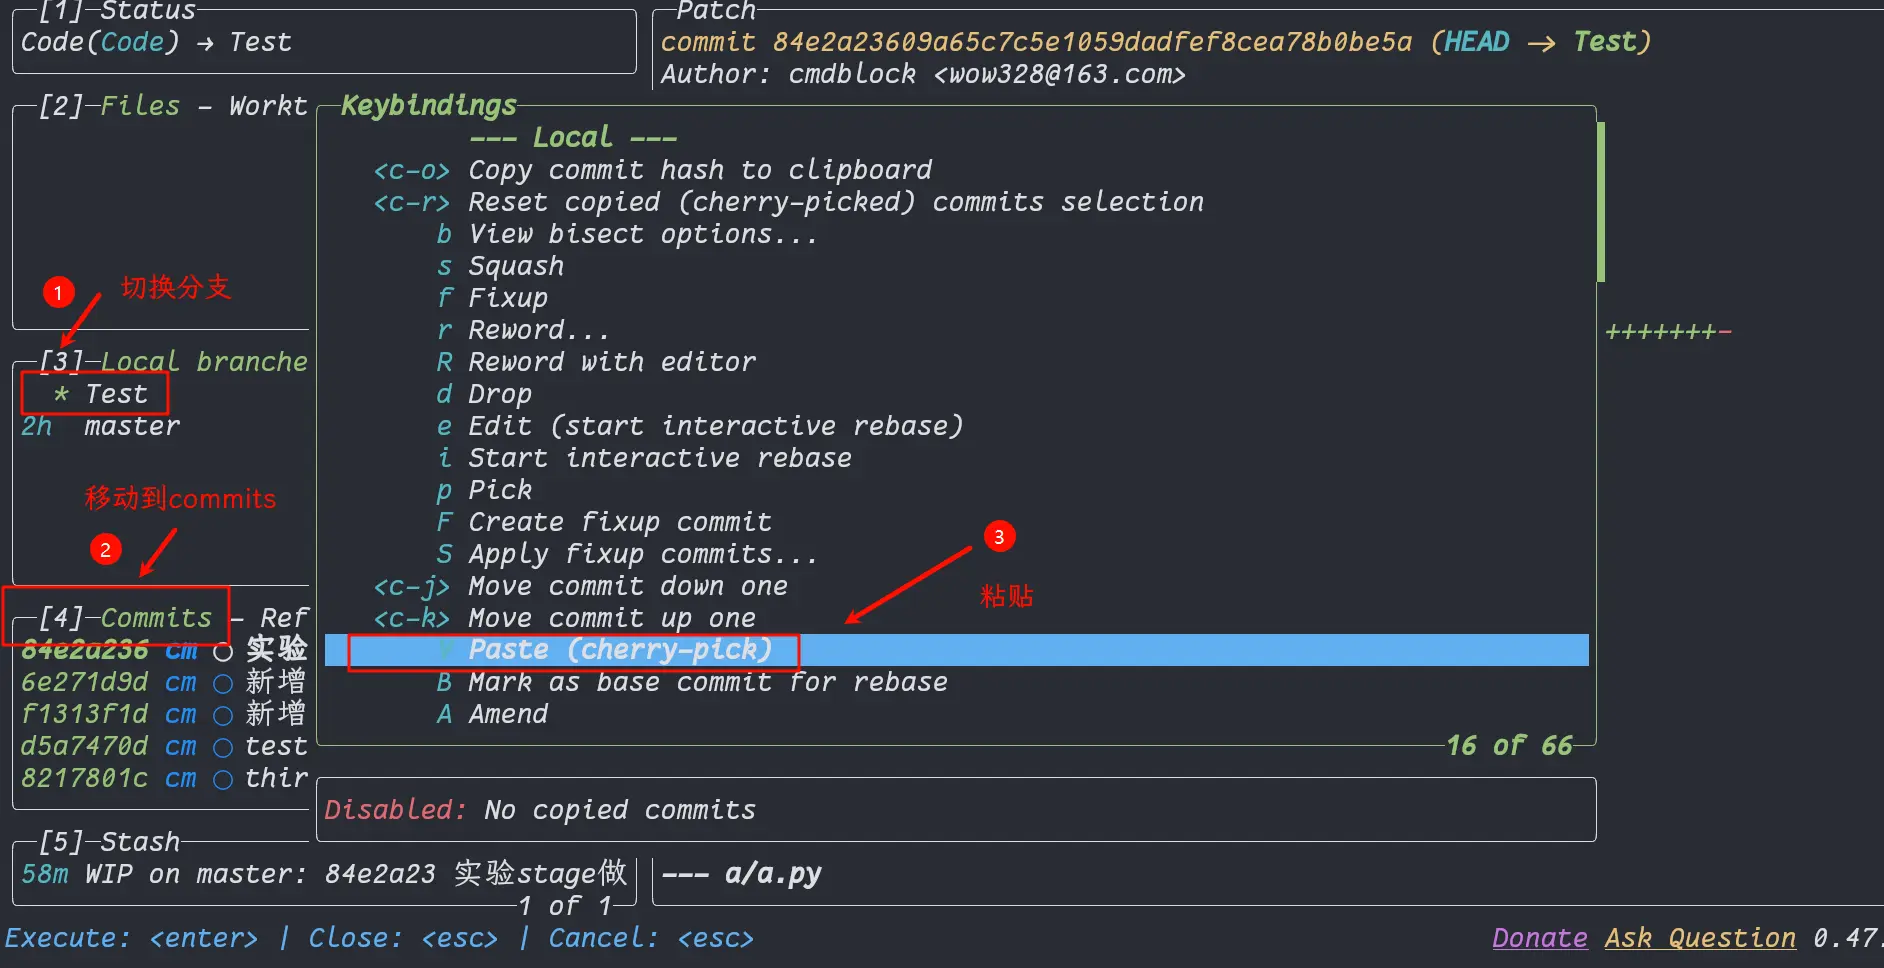 [1] Status
Code(Code) → Test
Patch
commit 84e2a23609a65c7c5e1059dadfef8cea78b0be5a (HEAD → Test)
Author: cmdblock <wow328@163.com>
[2] Files - Workt
Keybindings
--- Local ---
<c-o> Copy commit hash to clipboard
<c-r> Reset copied (cherry-picked) commits selection
b View bisect options...
s Squash
f Fixup
r Reword...
R Reword with editor
d Drop
e Edit (start interactive rebase)
i Start interactive rebase
p Pick
F Create fixup commit
S Apply fixup commits...
<c-j> Move commit down one
<c-k> Move commit up one
V Paste (cherry-pick)
B Mark as base commit for rebase
A Amend
16 of 66
+++++++-
1 切换分支
[3] Local branche
* Test
2h master
移动到commits
2
3
粘贴
[4] Commits - Ref
84e2a236 cm ○ 实验
6e271d9d cm ○ 新增
f1313f1d cm ○ 新增
d5a7470d cm ○ test
8217801c cm ○ thir
Disabled: No copied commits
[5] Stash
58m WIP on master: 84e2a23 实验stage做
1 of 1
--- a/a.py
Execute: <enter> | Close: <esc> | Cancel: <esc>
Donate Ask Question 0.47.